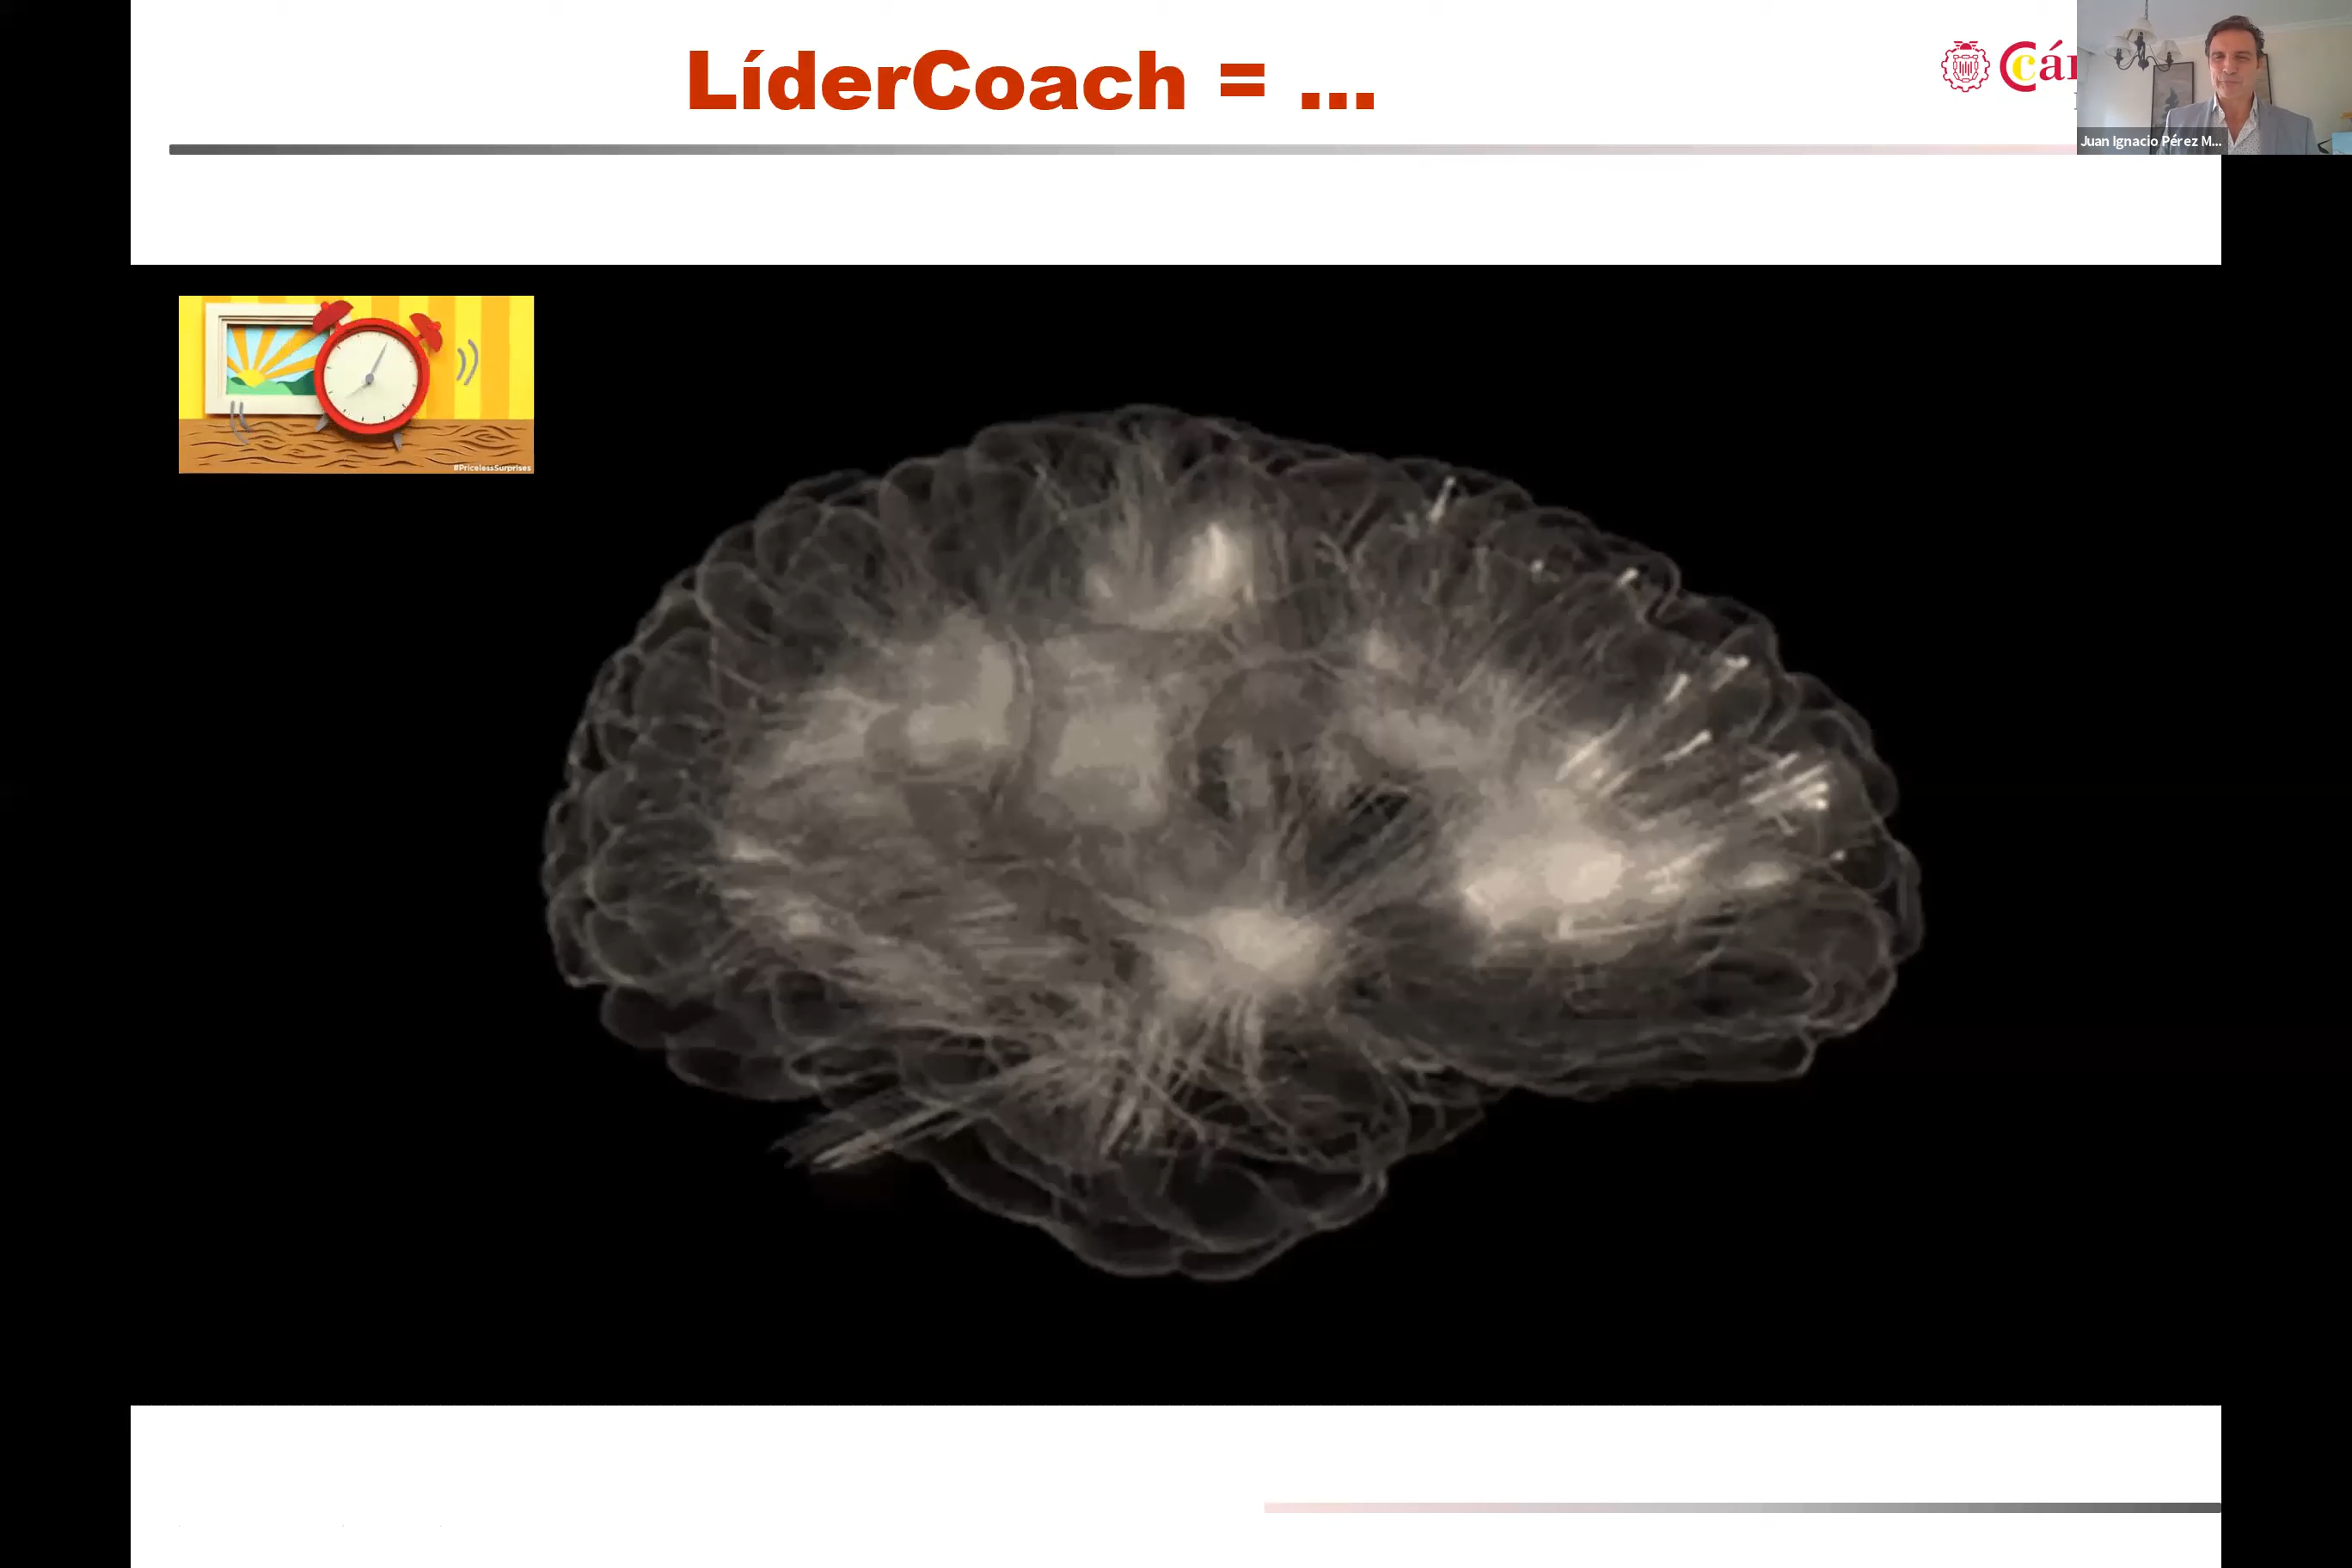 LíderCoach = ...
Juan Ignacio Pérez M...
#PricelessSurprises